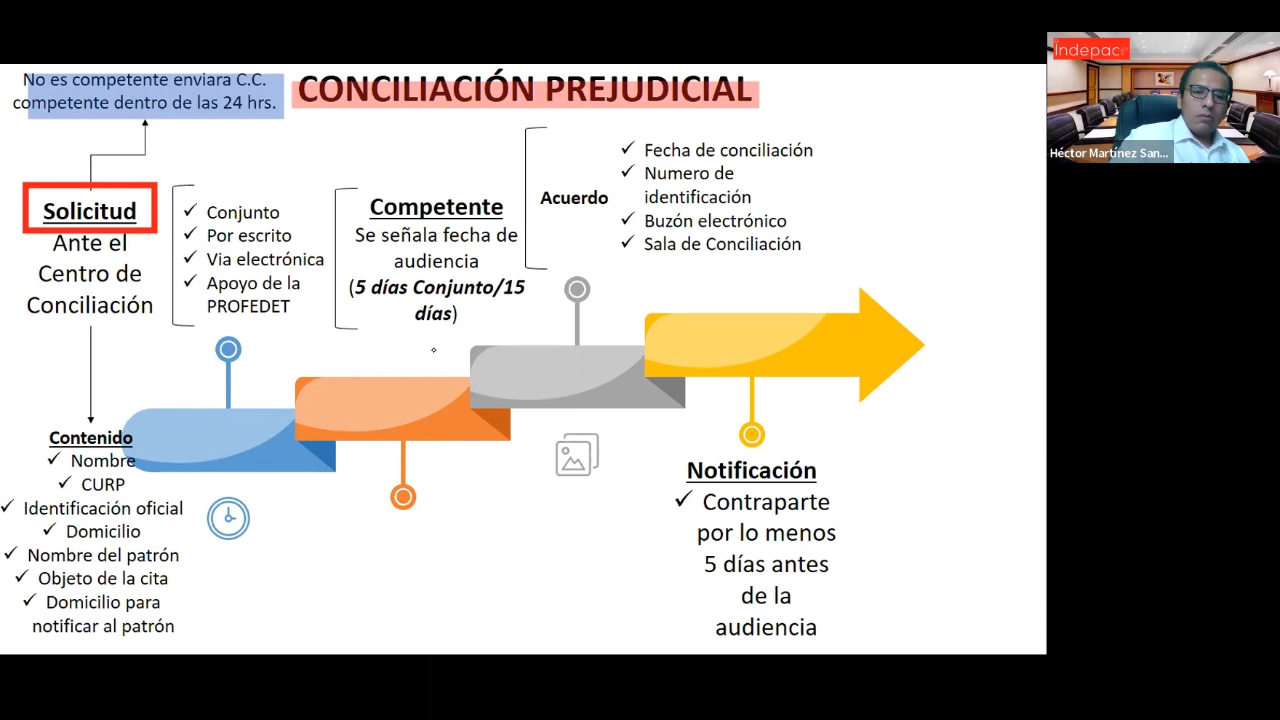 No es competente enviara C.C.
competente dentro de las 24 hrs.
CONCILIACIÓN PREJUDICIAL
Solicitud
Ante el
Centro de
Conciliación
Conjunto
Por escrito
Via electrónica
Apoyo de la
PROFEDET
Competente
Se señala fecha de
audiencia
(5 días Conjunto/15
días)
Acuerdo
Fecha de conciliación
Numero de
identificación
Buzón electrónico
Sala de Conciliación
Contenido
Nombre
CURP
Identificación oficial
Domicilio
Nombre del patrón
Objeto de la cita
Domicilio para
notificar al patrón
Notificación
Contraparte
por lo menos
5 días antes
de la
audiencia
Indepac
Héctor Martínez San...